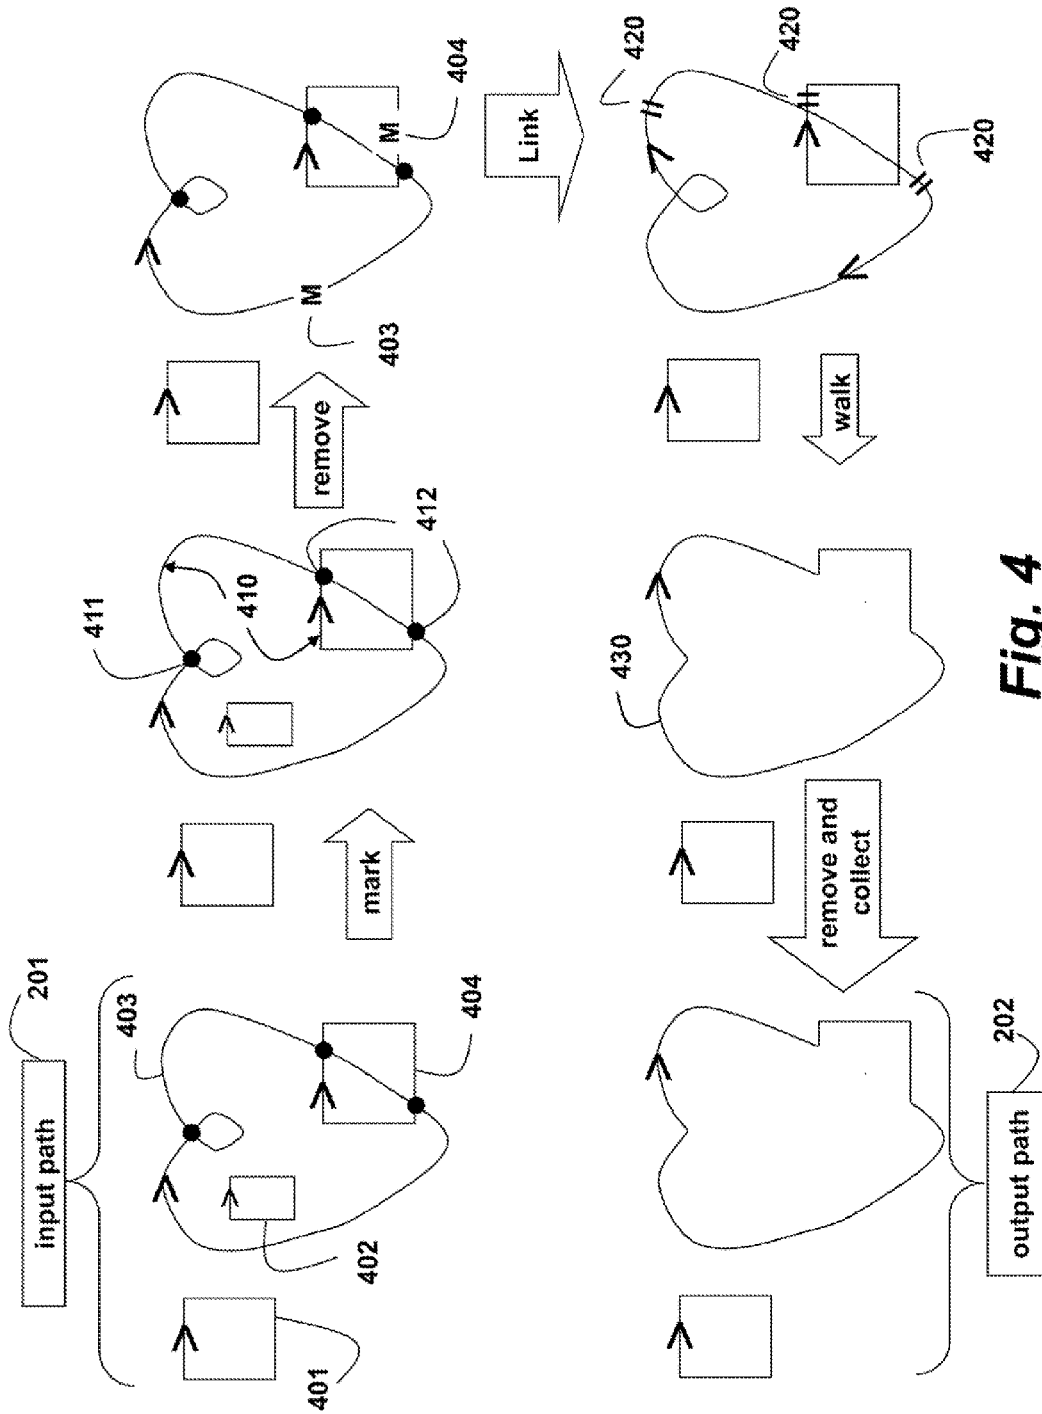 input path
201
403
404
402
401
mark
411
410
412
remove
M
403
M
404
Link
420
420
420
walk
430
remove and
collect
202
output path
Fig. 4